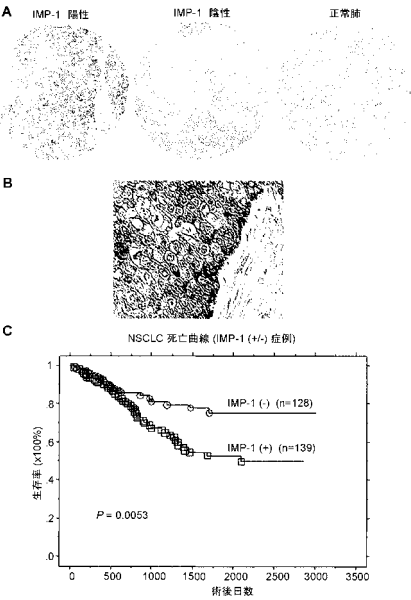 A
IMP-1 陽性
IMP-1 陰性
正常肺
B
C
NSCLC 死亡曲線 (IMP-1 (+/-) 症例)
生存率 (x100%)
1
.8
.6
.4
.2
.0
IMP-1 (-) (n=128)
IMP-1 (+) (n=139)
P = 0.0053
0 500 1000 1500 2000 2500 3000 3500
術後日数